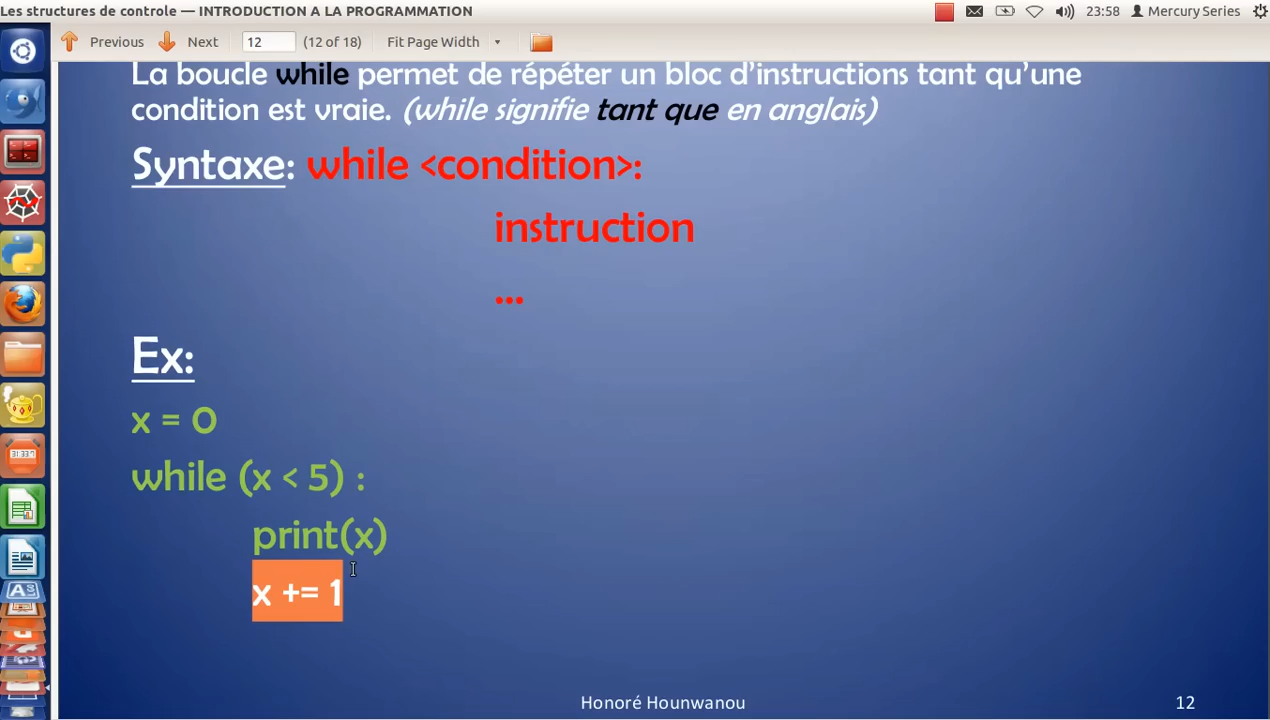 Les structures de controle — INTRODUCTION A LA PROGRAMMATION
23:58 Mercury Series
Previous Next 12 (12 of 18) Fit Page Width
La boucle while permet de répéter un bloc d'instructions tant qu'une
condition est vraie. (while signifie tant que en anglais)
Syntaxe: while <condition>:
instruction
...
Ex:
x = 0
while (x < 5) :
print(x)
x += 1
Honoré Hounwanou
12